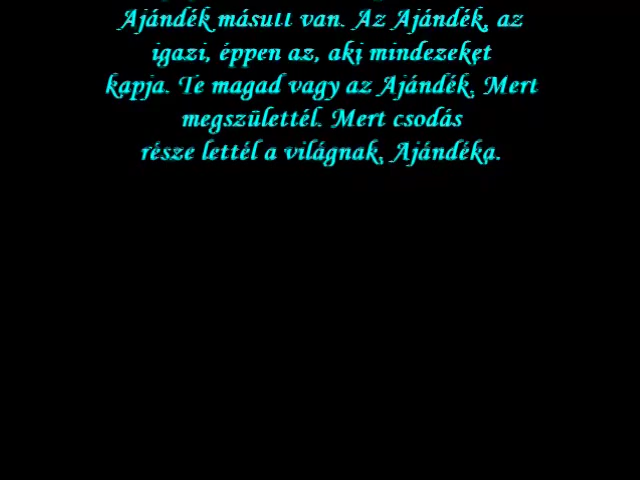 Ajándék másutt van. Az Ajándék, az
igazi, éppen az, aki mindezeket
kapja. Te magad vagy az Ajándék. Mert
megszülettél. Mert csodás
része lettél a világnak, Ajándéka.